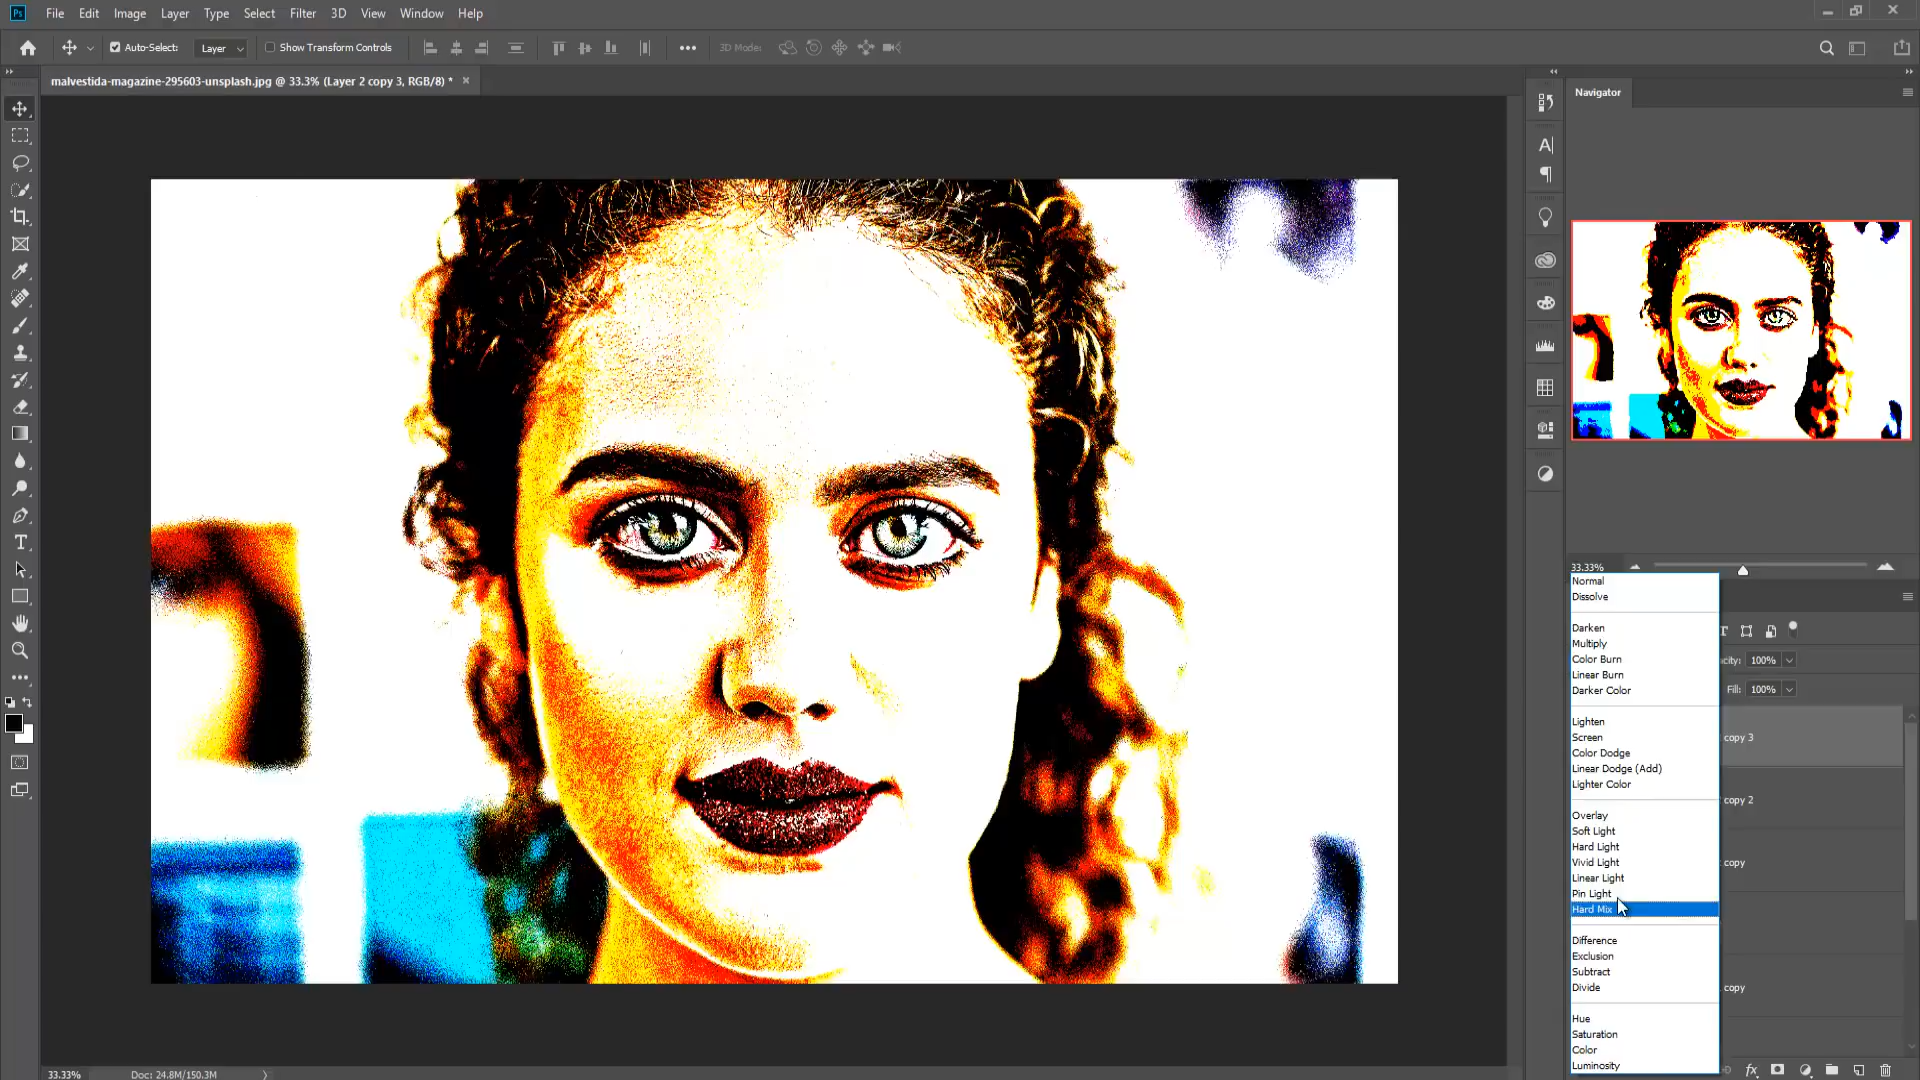 Ps File Edit Image Layer Type Select Filter 3D View Window Help
Auto-Select: Layer Show Transform Controls 3D Mode:
malvestida-magazine-295603-unsplash.jpg @ 33.3% (Layer 2 copy 3, RGB/8) *
Navigator
33.33%
Normal
Dissolve
Darken
Multiply
Color Burn
Linear Burn
Darker Color
Lighten
Screen
Color Dodge
Linear Dodge (Add)
Lighter Color
Overlay
Soft Light
Hard Light
Vivid Light
Linear Light
Pin Light
Hard Mix
Difference
Exclusion
Subtract
Divide
Hue
Saturation
Color
Luminosity
100%
Fill: 100%
copy 3
copy 2
copy
copy
33.33% Doc: 24.8M/150.3M